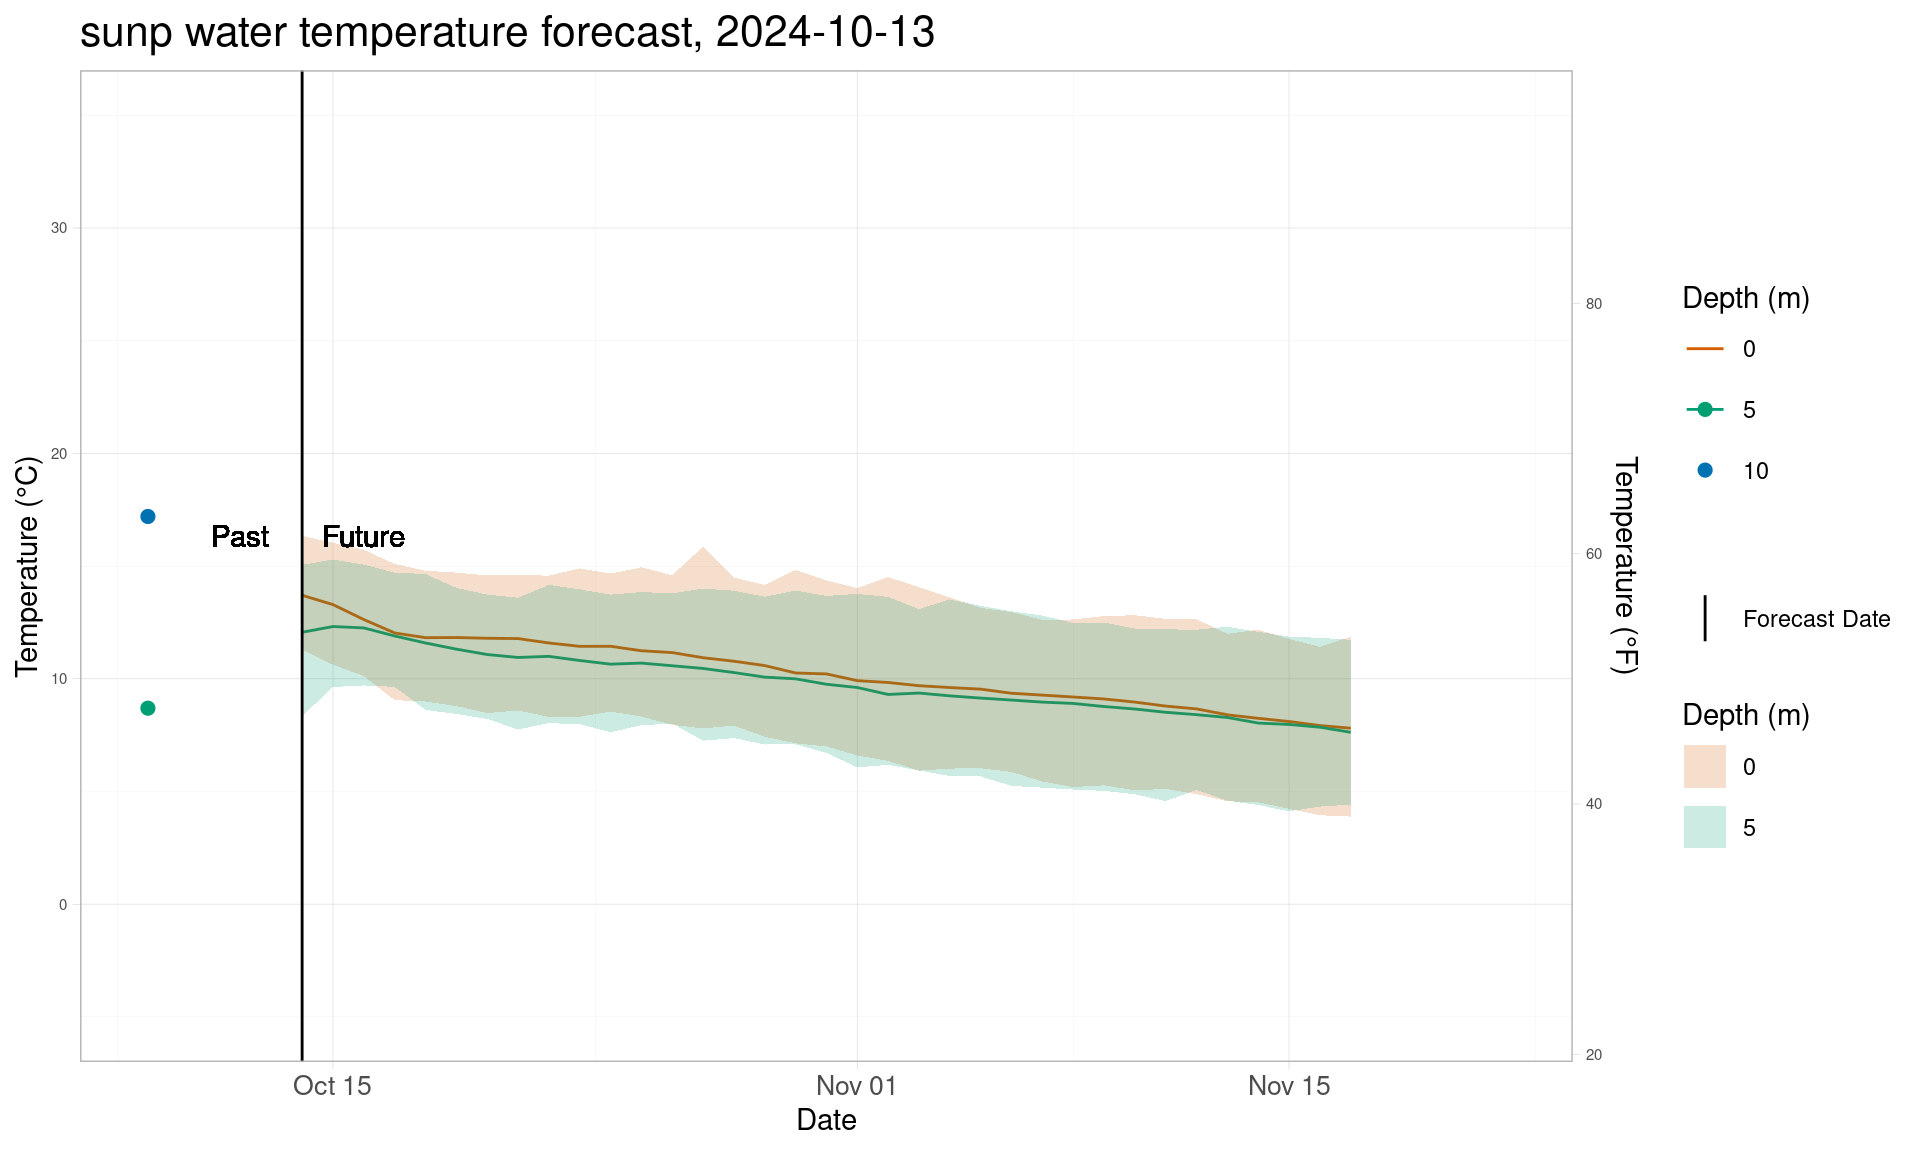 sunp water temperature forecast, 2024-10-13
Temperature (°C)
30
20
10
0
Past
Future
80
60
40
20
Temperature (°F)
Oct 15
Nov 01
Nov 15
Date
Depth (m)
0
5
10
Forecast Date
Depth (m)
0
5